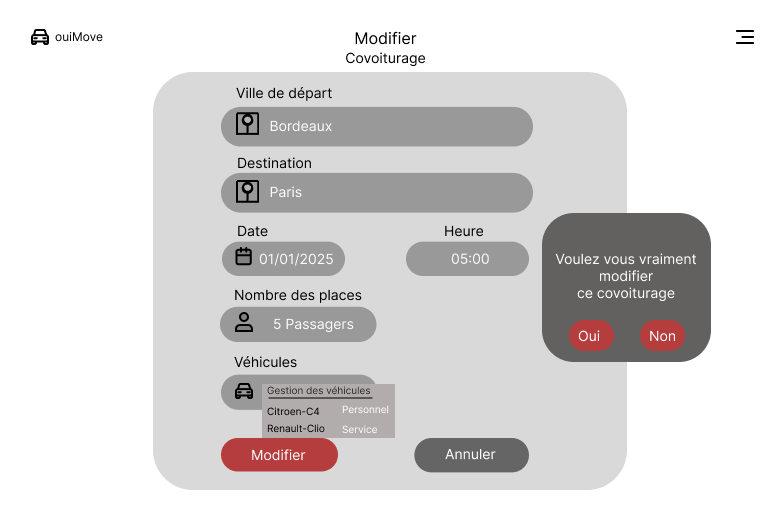 ouiMove
Modifier
Covoiturage
Ville de départ
Bordeaux
Destination
Paris
Date
Heure
01/01/2025
05:00
Nombre des places
5 Passagers
Véhicules
Gestion des véhicules
Citroen-C4 Personnel
Renault-Clio Service
Modifier
Annuler
Voulez vous vraiment
modifier
ce covoiturage
Oui
Non